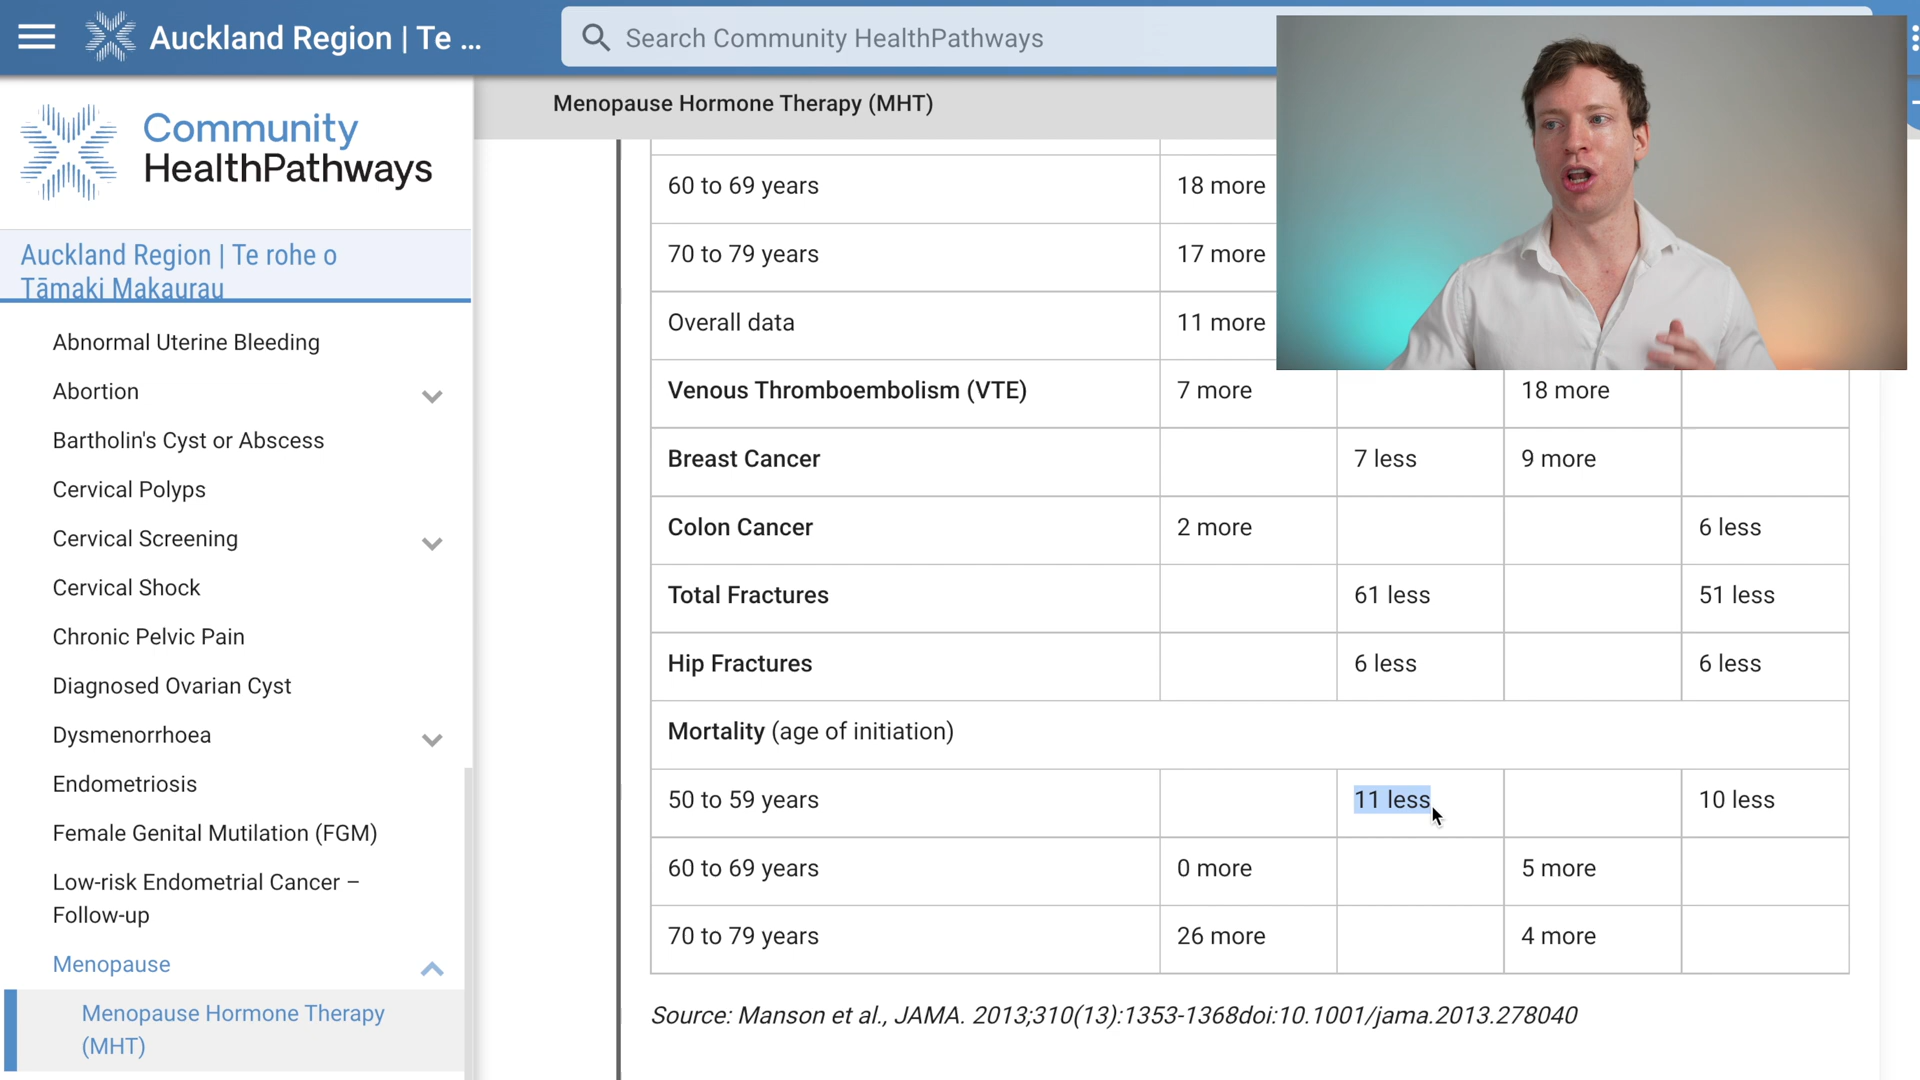 Auckland Region | Te ...
Search Community HealthPathways
Community
HealthPathways
Auckland Region | Te rohe o
Tāmaki Makaurau
Abnormal Uterine Bleeding
Abortion
Bartholin's Cyst or Abscess
Cervical Polyps
Cervical Screening
Cervical Shock
Chronic Pelvic Pain
Diagnosed Ovarian Cyst
Dysmenorrhoea
Endometriosis
Female Genital Mutilation (FGM)
Low-risk Endometrial Cancer –
Follow-up
Menopause
Menopause Hormone Therapy
(MHT)
Menopause Hormone Therapy (MHT)
60 to 69 years 18 more
70 to 79 years 17 more
Overall data 11 more
Venous Thromboembolism (VTE) 7 more 18 more
Breast Cancer 7 less 9 more
Colon Cancer 2 more 6 less
Total Fractures 61 less 51 less
Hip Fractures 6 less 6 less
Mortality (age of initiation)
50 to 59 years 11 less 10 less
60 to 69 years 0 more 5 more
70 to 79 years 26 more 4 more
Source: Manson et al., JAMA. 2013;310(13):1353-1368doi:10.1001/jama.2013.278040